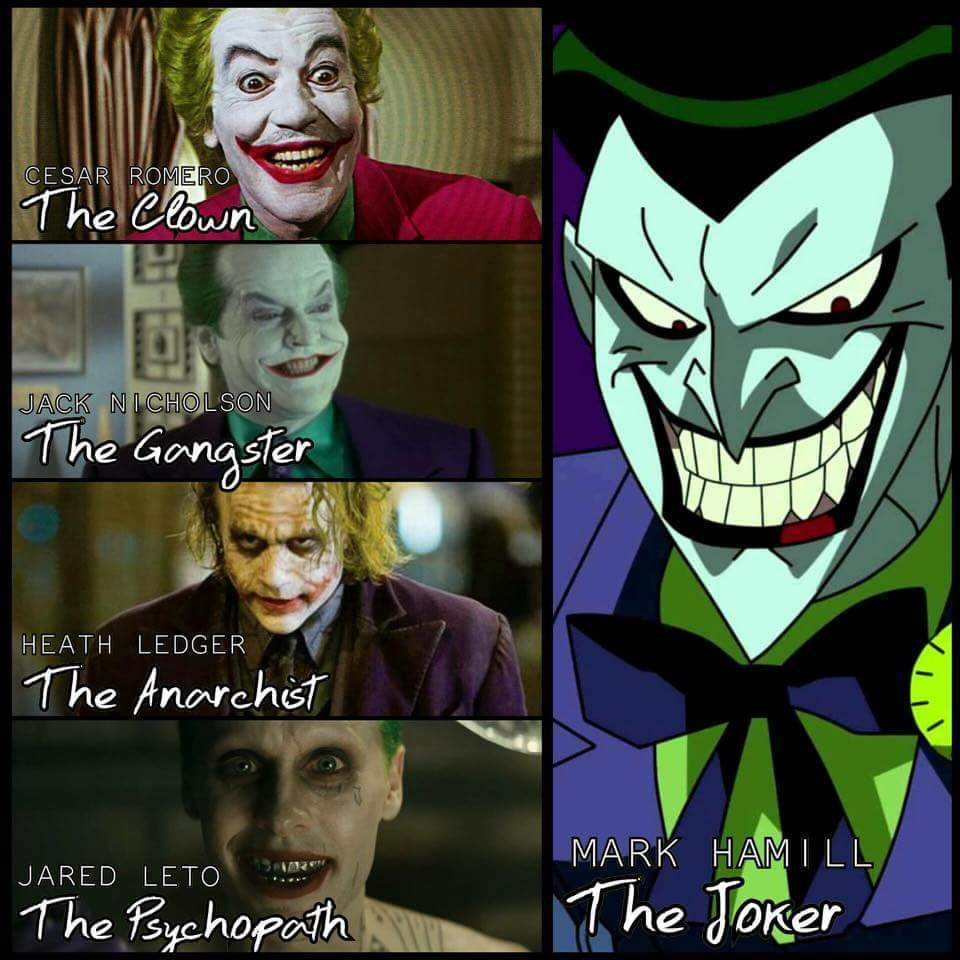 CESAR ROMERO
The Clown
JACK NICHOLSON
The Gangster
HEATH LEDGER
The Anarchist
JARED LETO
The Psychopath
MARK HAMILL
The Joker